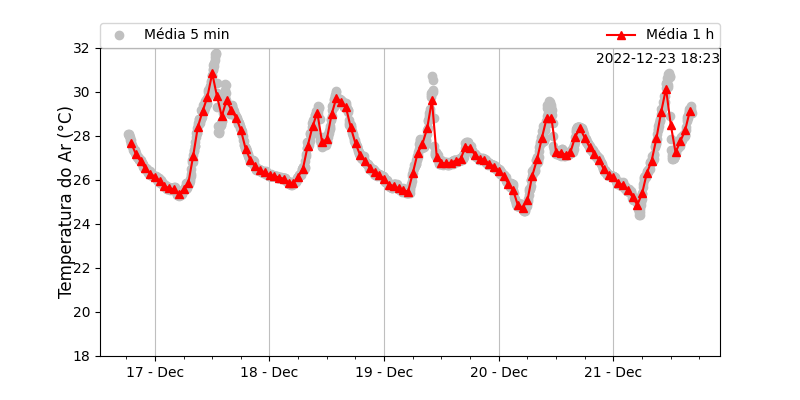 Média 5 min
Média 1 h
2022-12-23 18:23
Temperatura do Ar (°C)
32
30
28
26
24
22
20
18
17 - Dec
18 - Dec
19 - Dec
20 - Dec
21 - Dec